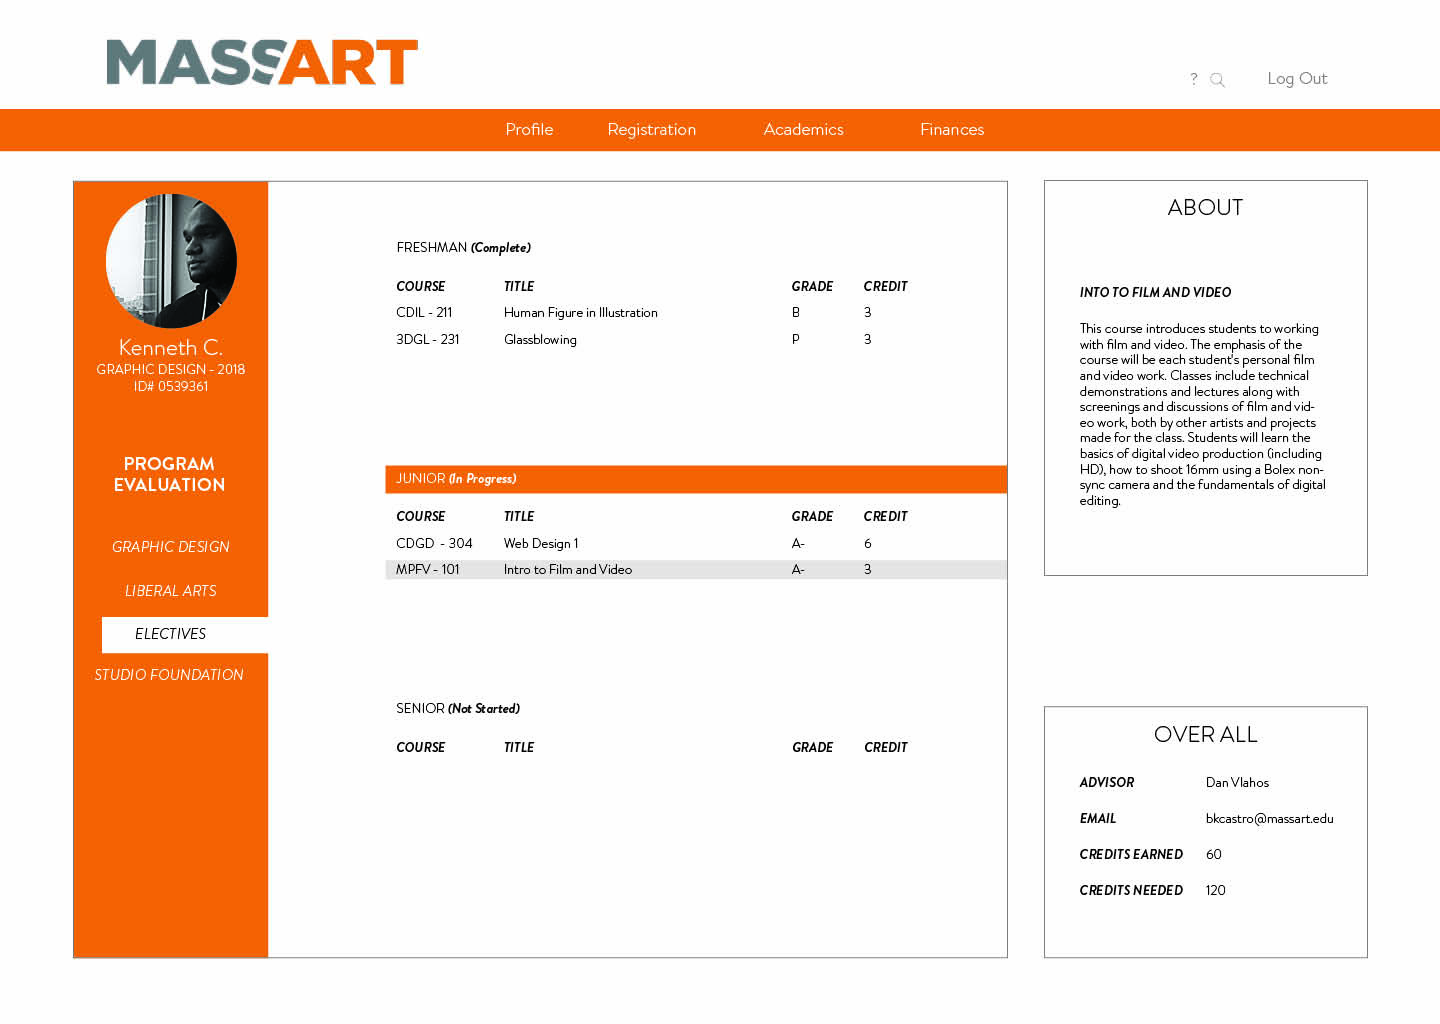 MASSART
? Log Out
Profile Registration Academics Finances
Kenneth C.
GRAPHIC DESIGN - 2018
ID# 0539361
PROGRAM
EVALUATION
GRAPHIC DESIGN
LIBERAL ARTS
ELECTIVES
STUDIO FOUNDATION
FRESHMAN (Complete)
COURSE TITLE GRADE CREDIT
CDIL - 211 Human Figure in Illustration B 3
3DGL - 231 Glassblowing P 3
JUNIOR (In Progress)
COURSE TITLE GRADE CREDIT
CDGD - 304 Web Design 1 A- 6
MPFV - 101 Intro to Film and Video A- 3
SENIOR (Not Started)
COURSE TITLE GRADE CREDIT
ABOUT
INTO TO FILM AND VIDEO
This course introduces students to working
with film and video. The emphasis of the
course will be each student's personal film
and video work. Classes include technical
demonstrations and lectures along with
screenings and discussions of film and vid-
eo work, both by other artists and projects
made for the class. Students will learn the
basics of digital video production (including
HD), how to shoot 16mm using a Bolex non-
sync camera and the fundamentals of digital
editing.
OVER ALL
ADVISOR Dan Vlahos
EMAIL bkcastro@massart.edu
CREDITS EARNED 60
CREDITS NEEDED 120